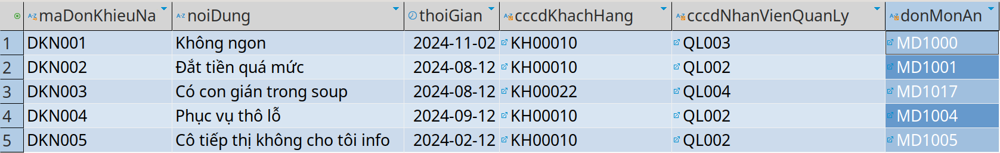 maDonKhieuNa noiDung thoiGian cccdKhachHang cccdNhanVienQuanLy donMonAn
1 DKN001 Không ngon 2024-11-02 KH00010 QL003 MD1000
2 DKN002 Đắt tiền quá mức 2024-08-12 KH00010 QL002 MD1001
3 DKN003 Có con gián trong soup 2024-08-12 KH00022 QL004 MD1017
4 DKN004 Phục vụ thô lỗ 2024-09-12 KH00010 QL002 MD1004
5 DKN005 Cô tiếp thị không cho tôi info 2024-02-12 KH00010 QL002 MD1005